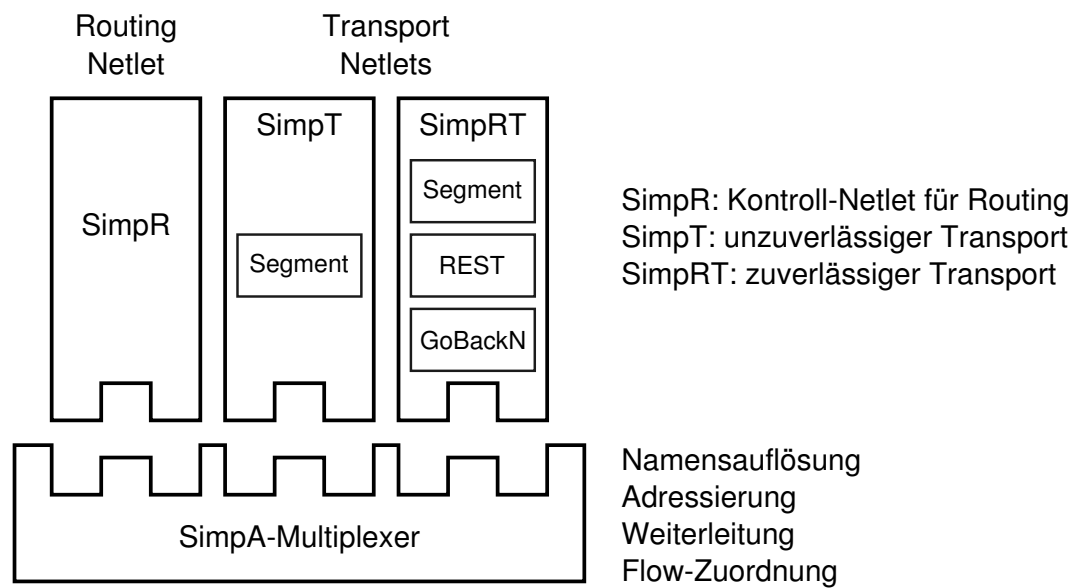 Routing
Netlet
Transport
Netlets
SimpR
SimpT
Segment
SimpRT
Segment
REST
GoBackN
SimpR: Kontroll-Netlet für Routing
SimpT: unzuverlässiger Transport
SimpRT: zuverlässiger Transport
SimpA-Multiplexer
Namensauflösung
Adressierung
Weiterleitung
Flow-Zuordnung